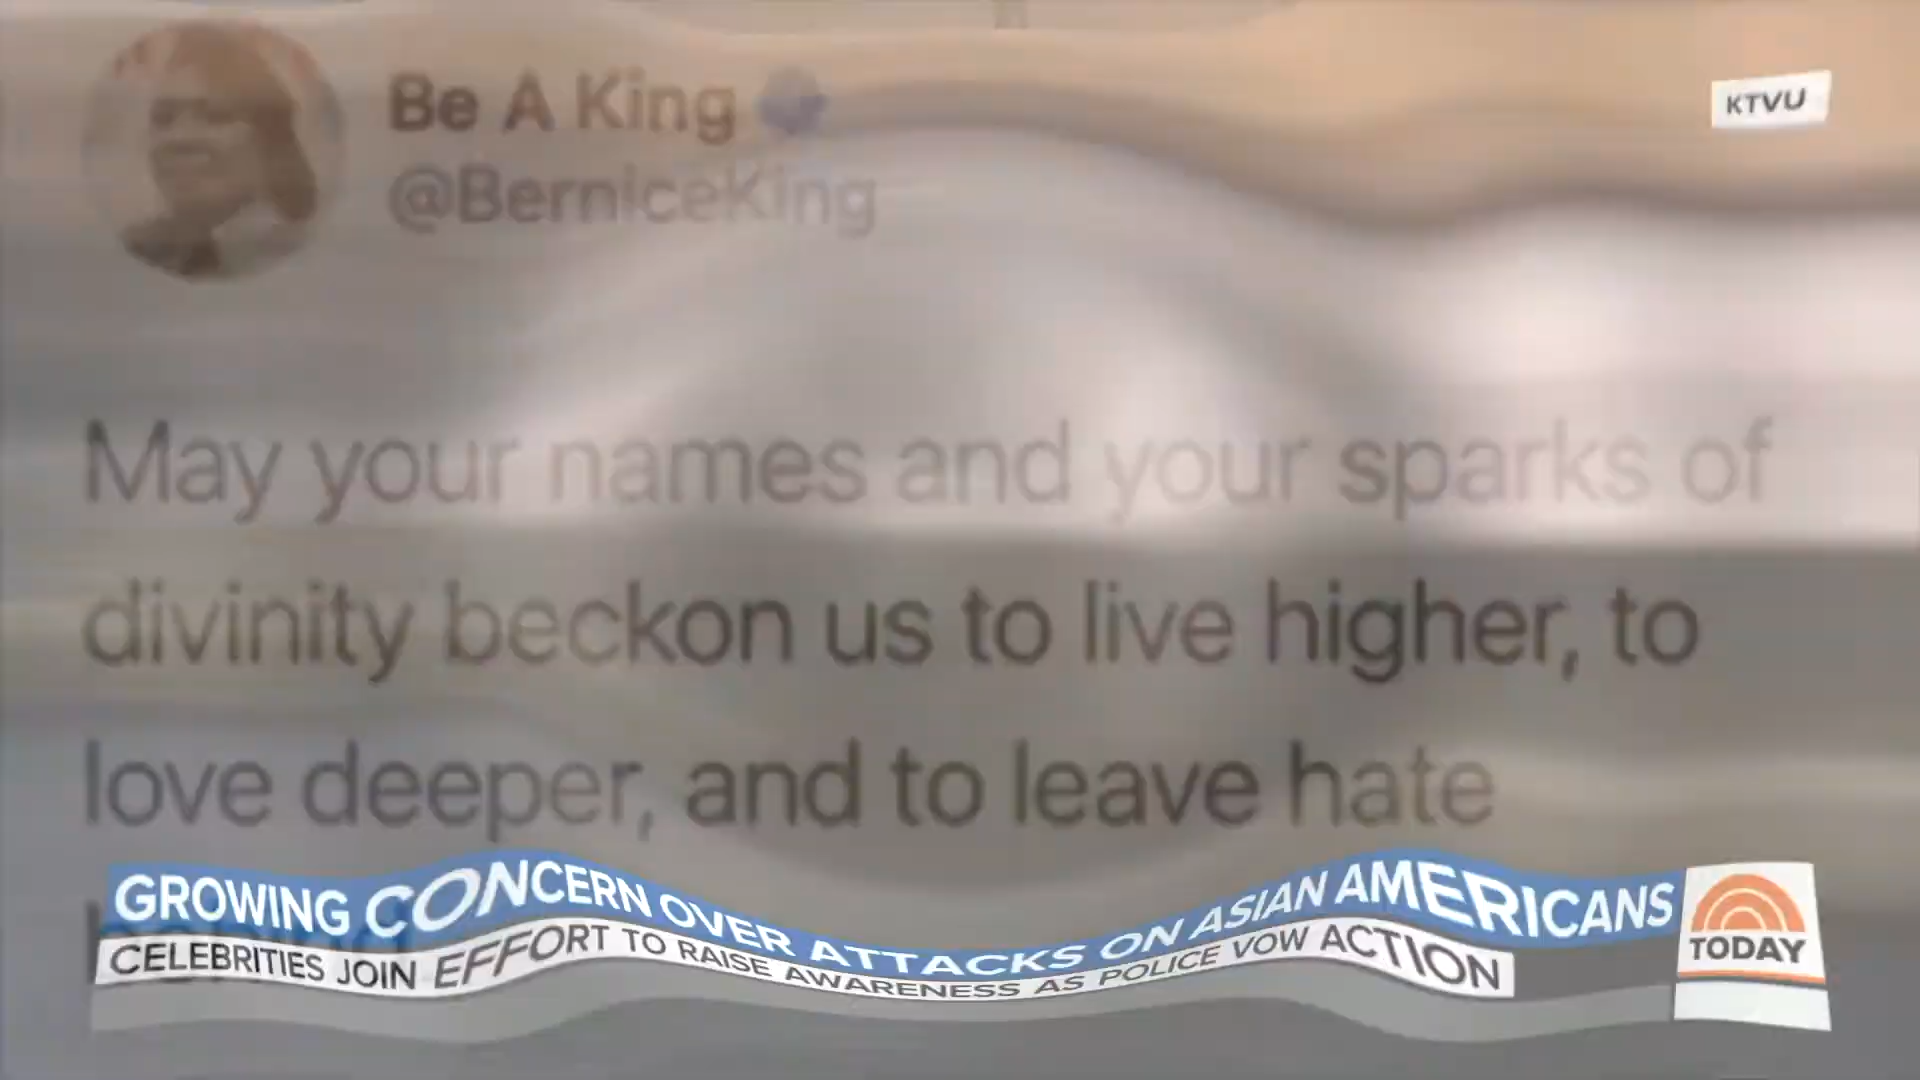 Be A King
@BerniceKing
KTVU
May your names and your sparks of
divinity beckon us to live higher, to
love deeper, and to leave hate
GROWING CONCERN OVER ATTACKS ON ASIAN AMERICANS
CELEBRITIES JOIN EFFORT TO RAISE AWARENESS AS POLICE VOW ACTION
TODAY